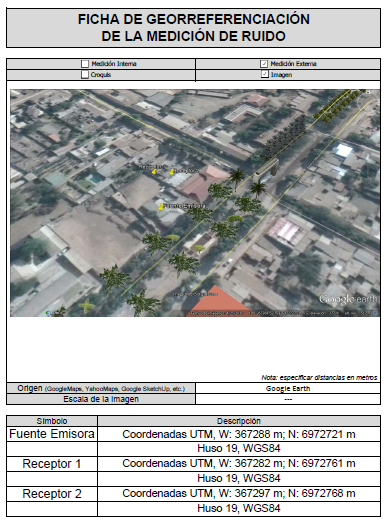 FICHA DE GEORREFERENCIACIÓN
DE LA MEDICIÓN DE RUIDO
Medición Interna
Medición Externa
Croquis
Imagen
Fuente Emisora
Google earth
Nota: especificar distancias en metros
Origen (GoogleMaps, YahooMaps, Google SketchUp, etc.)
Google Earth
Escala de la Imagen
---
Símbolo
Descripción
Fuente Emisora
Coordenadas UTM, W: 367288 m; N: 6972721 m
Huso 19, WGS84
Receptor 1
Coordenadas UTM, W: 367282 m; N: 6972761 m
Huso 19, WGS84
Receptor 2
Coordenadas UTM, W: 367297 m; N: 6972768 m
Huso 19, WGS84